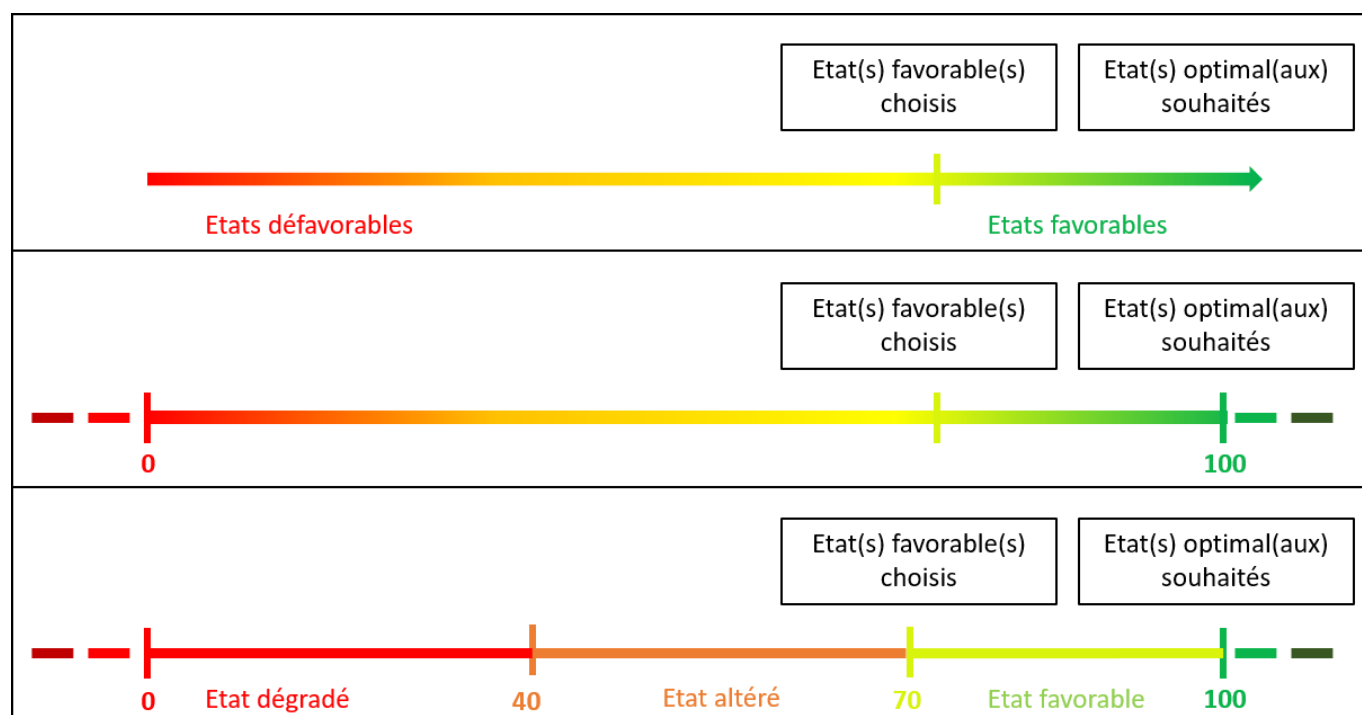 Etat(s) favorable(s)
choisis
Etat(s) optimal(aux)
souhaités
Etats défavorables
Etats favorables
Etat(s) favorable(s)
choisis
Etat(s) optimal(aux)
souhaités
0
100
Etat(s) favorable(s)
choisis
Etat(s) optimal(aux)
souhaités
0 Etat dégradé 40 Etat altéré 70 Etat favorable 100